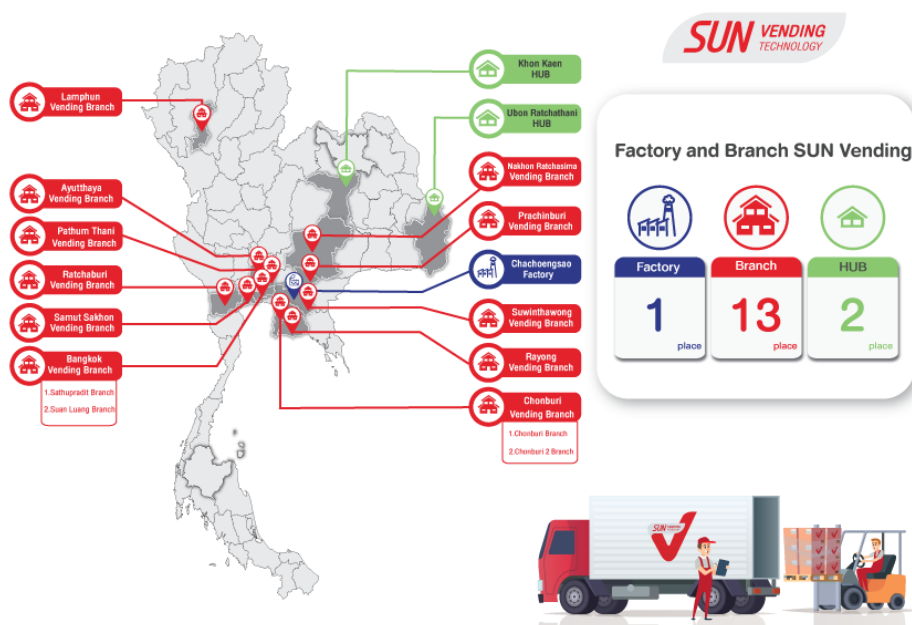 SUN VENDING
TECHNOLOGY
Khon Kaen
HUB
Ubon Ratchathani
HUB
Lamphun
Vending Branch
Ayutthaya
Vending Branch
Pathum Thani
Vending Branch
Ratchaburi
Vending Branch
Samut Sakhon
Vending Branch
Bangkok
Vending Branch
1.Sathupradit Branch
2.Suan Luang Branch
Nakhon Ratchasima
Vending Branch
Prachinburi
Vending Branch
Chachoengsao
Factory
Suwinthawong
Vending Branch
Rayong
Vending Branch
Chonburi
Vending Branch
1.Chonburi Branch
2.Chonburi 2 Branch
Factory and Branch SUN Vending
Factory
1
place
Branch
13
place
HUB
2
place
SUN